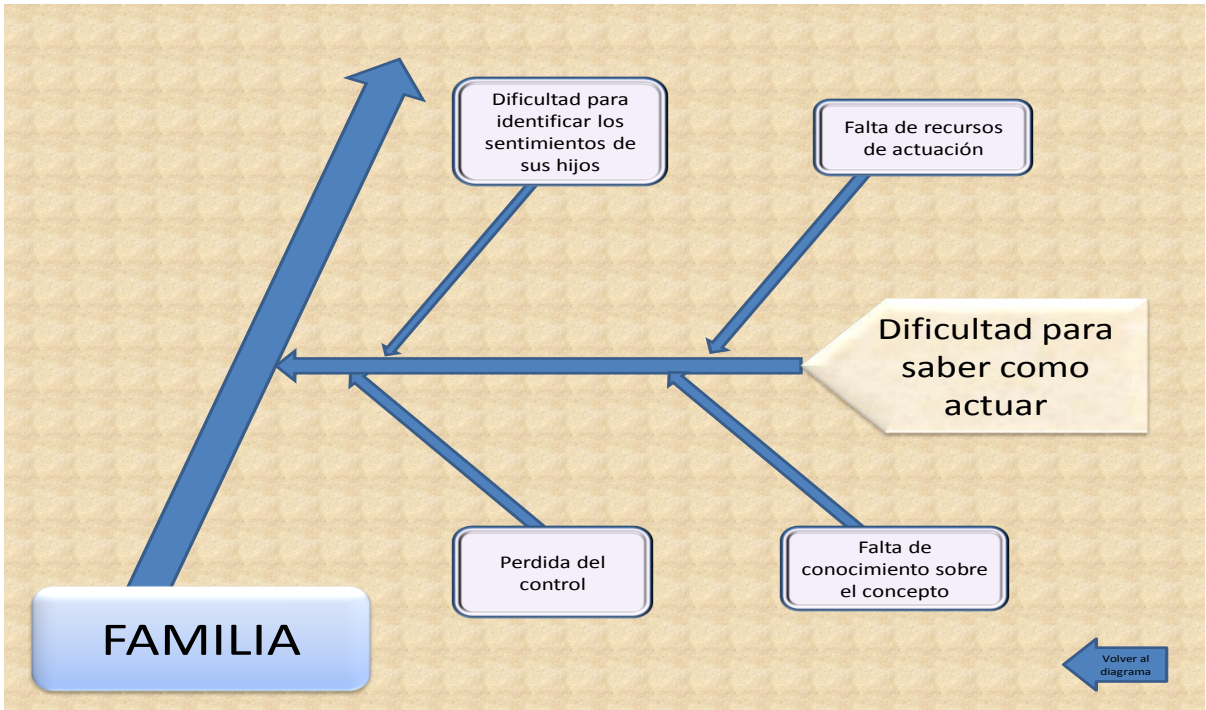 Dificultad para
identificar los
sentimientos de
sus hijos
Falta de recursos
de actuación
Dificultad para
saber como
actuar
Perdida del
control
Falta de
conocimiento sobre
el concepto
FAMILIA
Volver al
diagrama